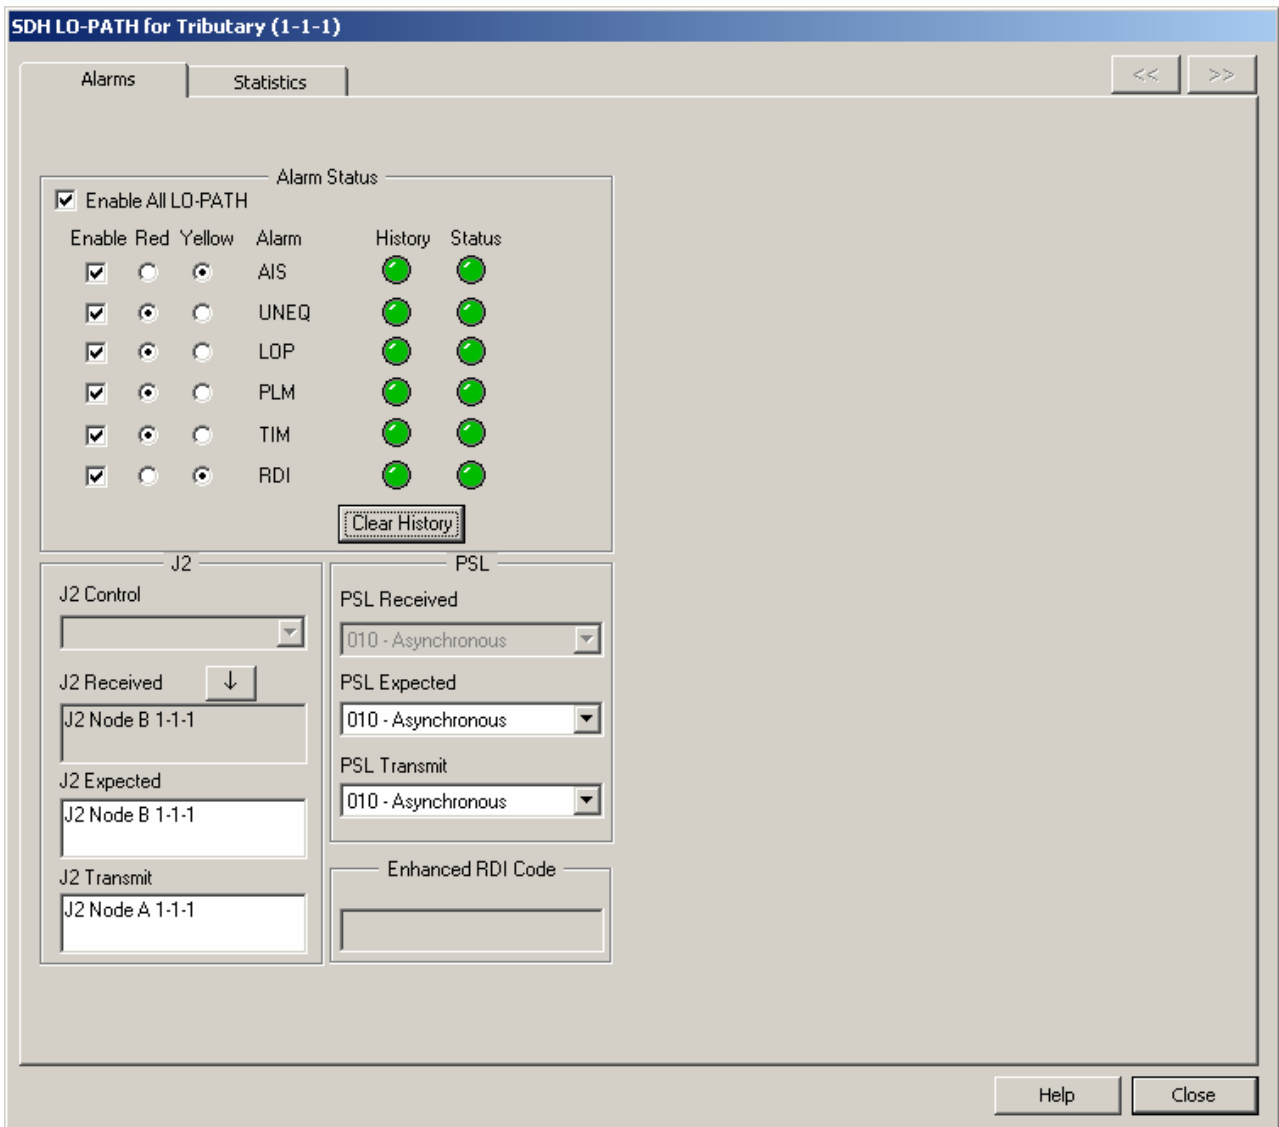 SDH LO-PATH for Tributary (1-1-1)
Alarms Statistics << >>
Alarm Status
Enable All LO-PATH
Enable Red Yellow Alarm History Status
AIS
UNEQ
LOP
PLM
TIM
RDI
Clear History
J2
J2 Control
J2 Received ↓
J2 Node B 1-1-1
J2 Expected
J2 Node B 1-1-1
J2 Transmit
J2 Node A 1-1-1
PSL
PSL Received
010 - Asynchronous
PSL Expected
010 - Asynchronous
PSL Transmit
010 - Asynchronous
Enhanced RDI Code
Help Close